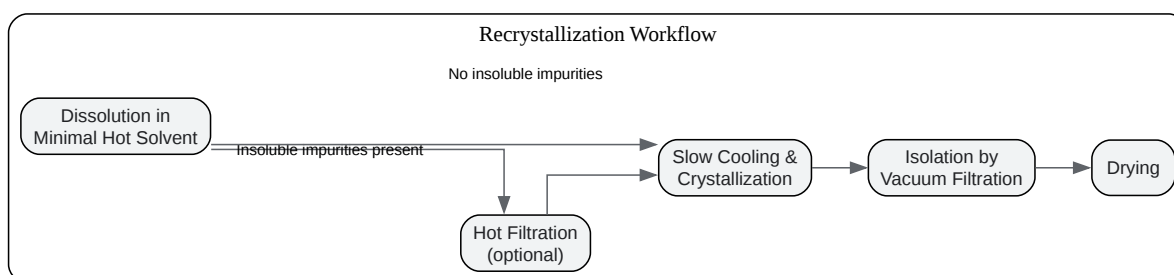 Recrystallization Workflow
No insoluble impurities
Dissolution in
Minimal Hot Solvent
Insoluble impurities present
Slow Cooling &
Crystallization
Isolation by
Vacuum Filtration
Drying
Hot Filtration
(optional)